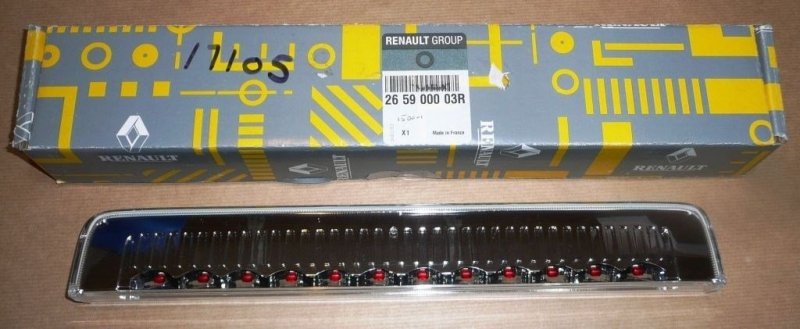 17105
RENAULT GROUP
26 59 000 03R
X1 Made in France
RENAULT
RENAULT